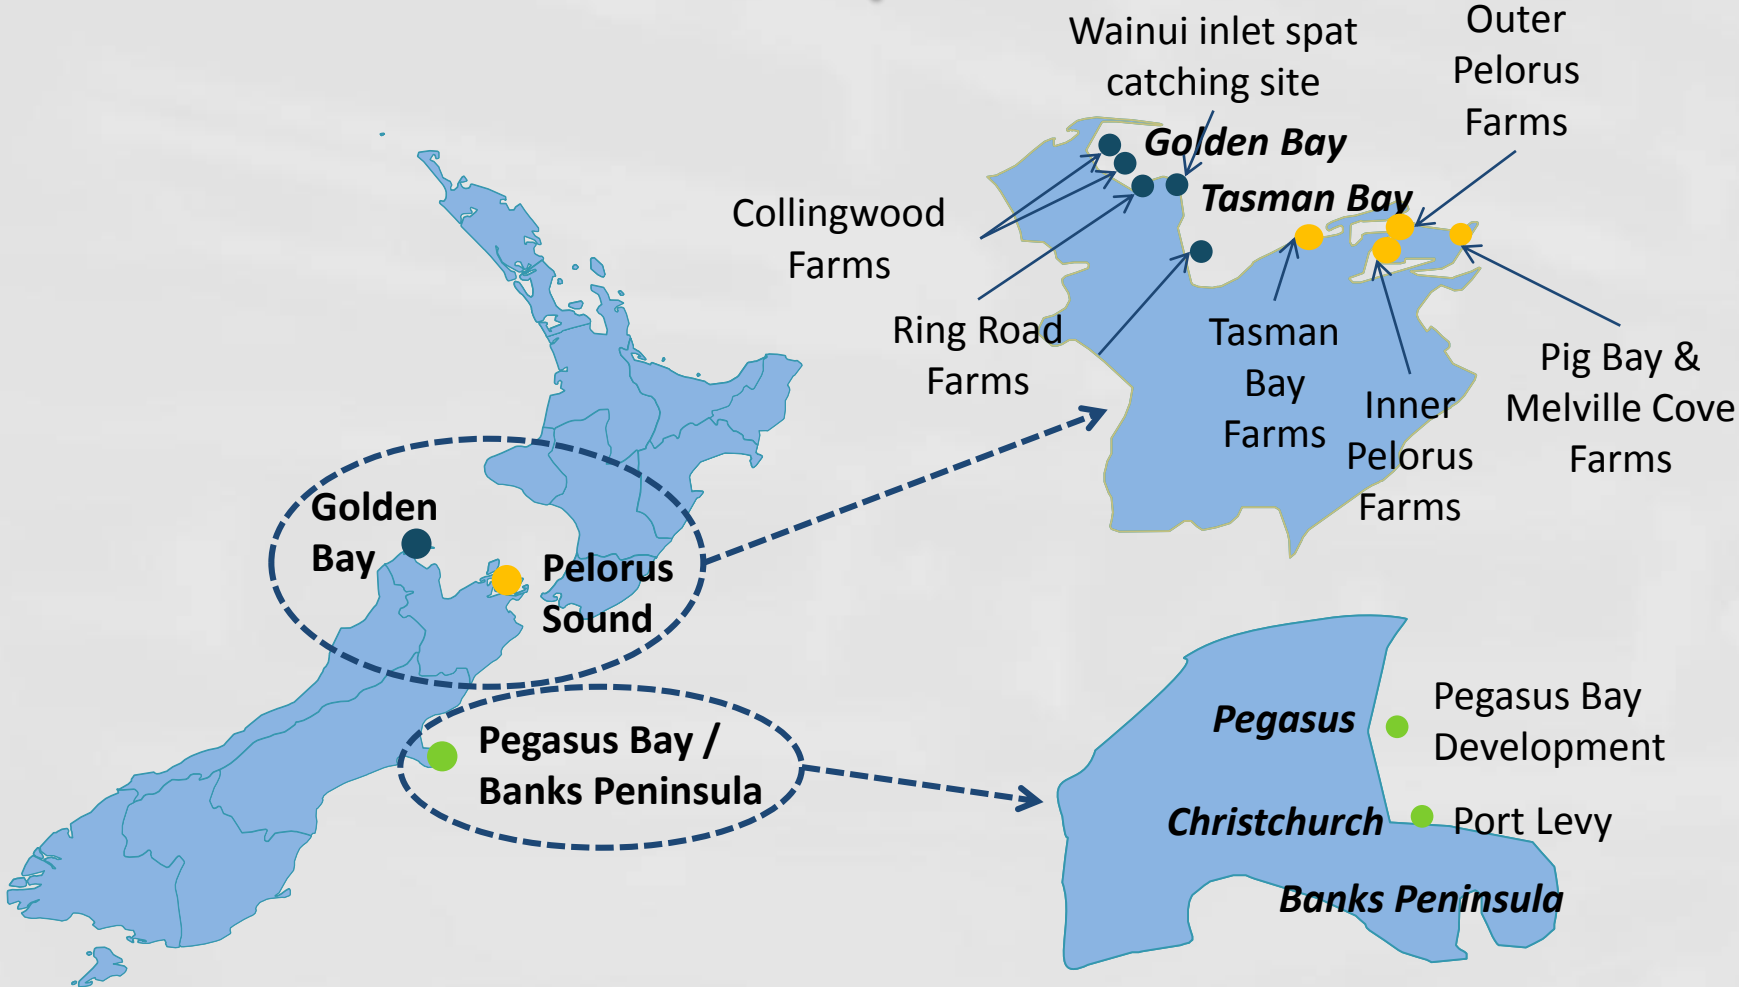 Golden
Bay
Pelorus
Sound
Pegasus Bay /
Banks Peninsula
Wainui inlet spat
catching site
Outer
Pelorus
Farms
Golden Bay
Tasman Bay
Collingwood
Farms
Ring Road
Farms
Tasman
Bay
Farms
Inner
Pelorus
Farms
Pig Bay &
Melville Cove
Farms
Pegasus
Pegasus Bay
Development
Christchurch
Port Levy
Banks Peninsula